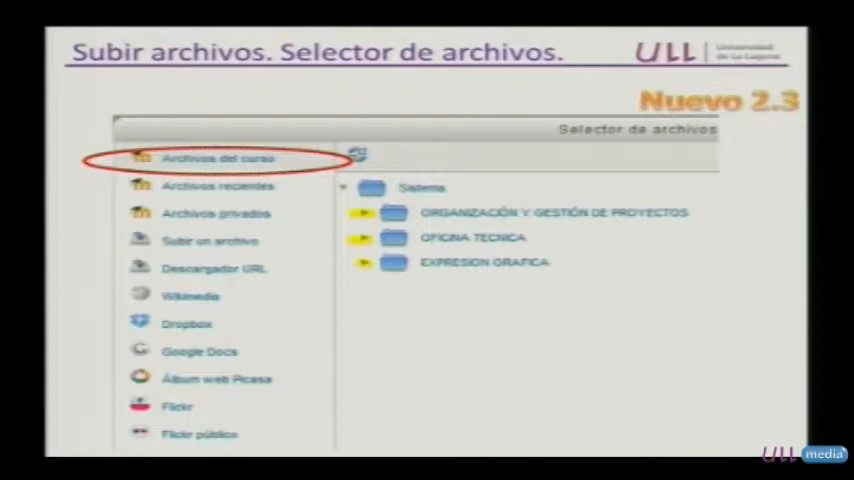 Subir archivos. Selector de archivos.
ULL
Universidad
de La Laguna
Nuevo 2.3
Selector de archivos
Archivos del curso
Archivos recientes
Archivos privados
Subir un archivo
Descargador URL
Wikimedia
Dropbox
Google Docs
Álbum web Picasa
Flickr
Flickr público
Sistema
ORGANIZACIÓN Y GESTIÓN DE PROYECTOS
OFICINA TECNICA
EXPRESION GRAFICA
ULL media